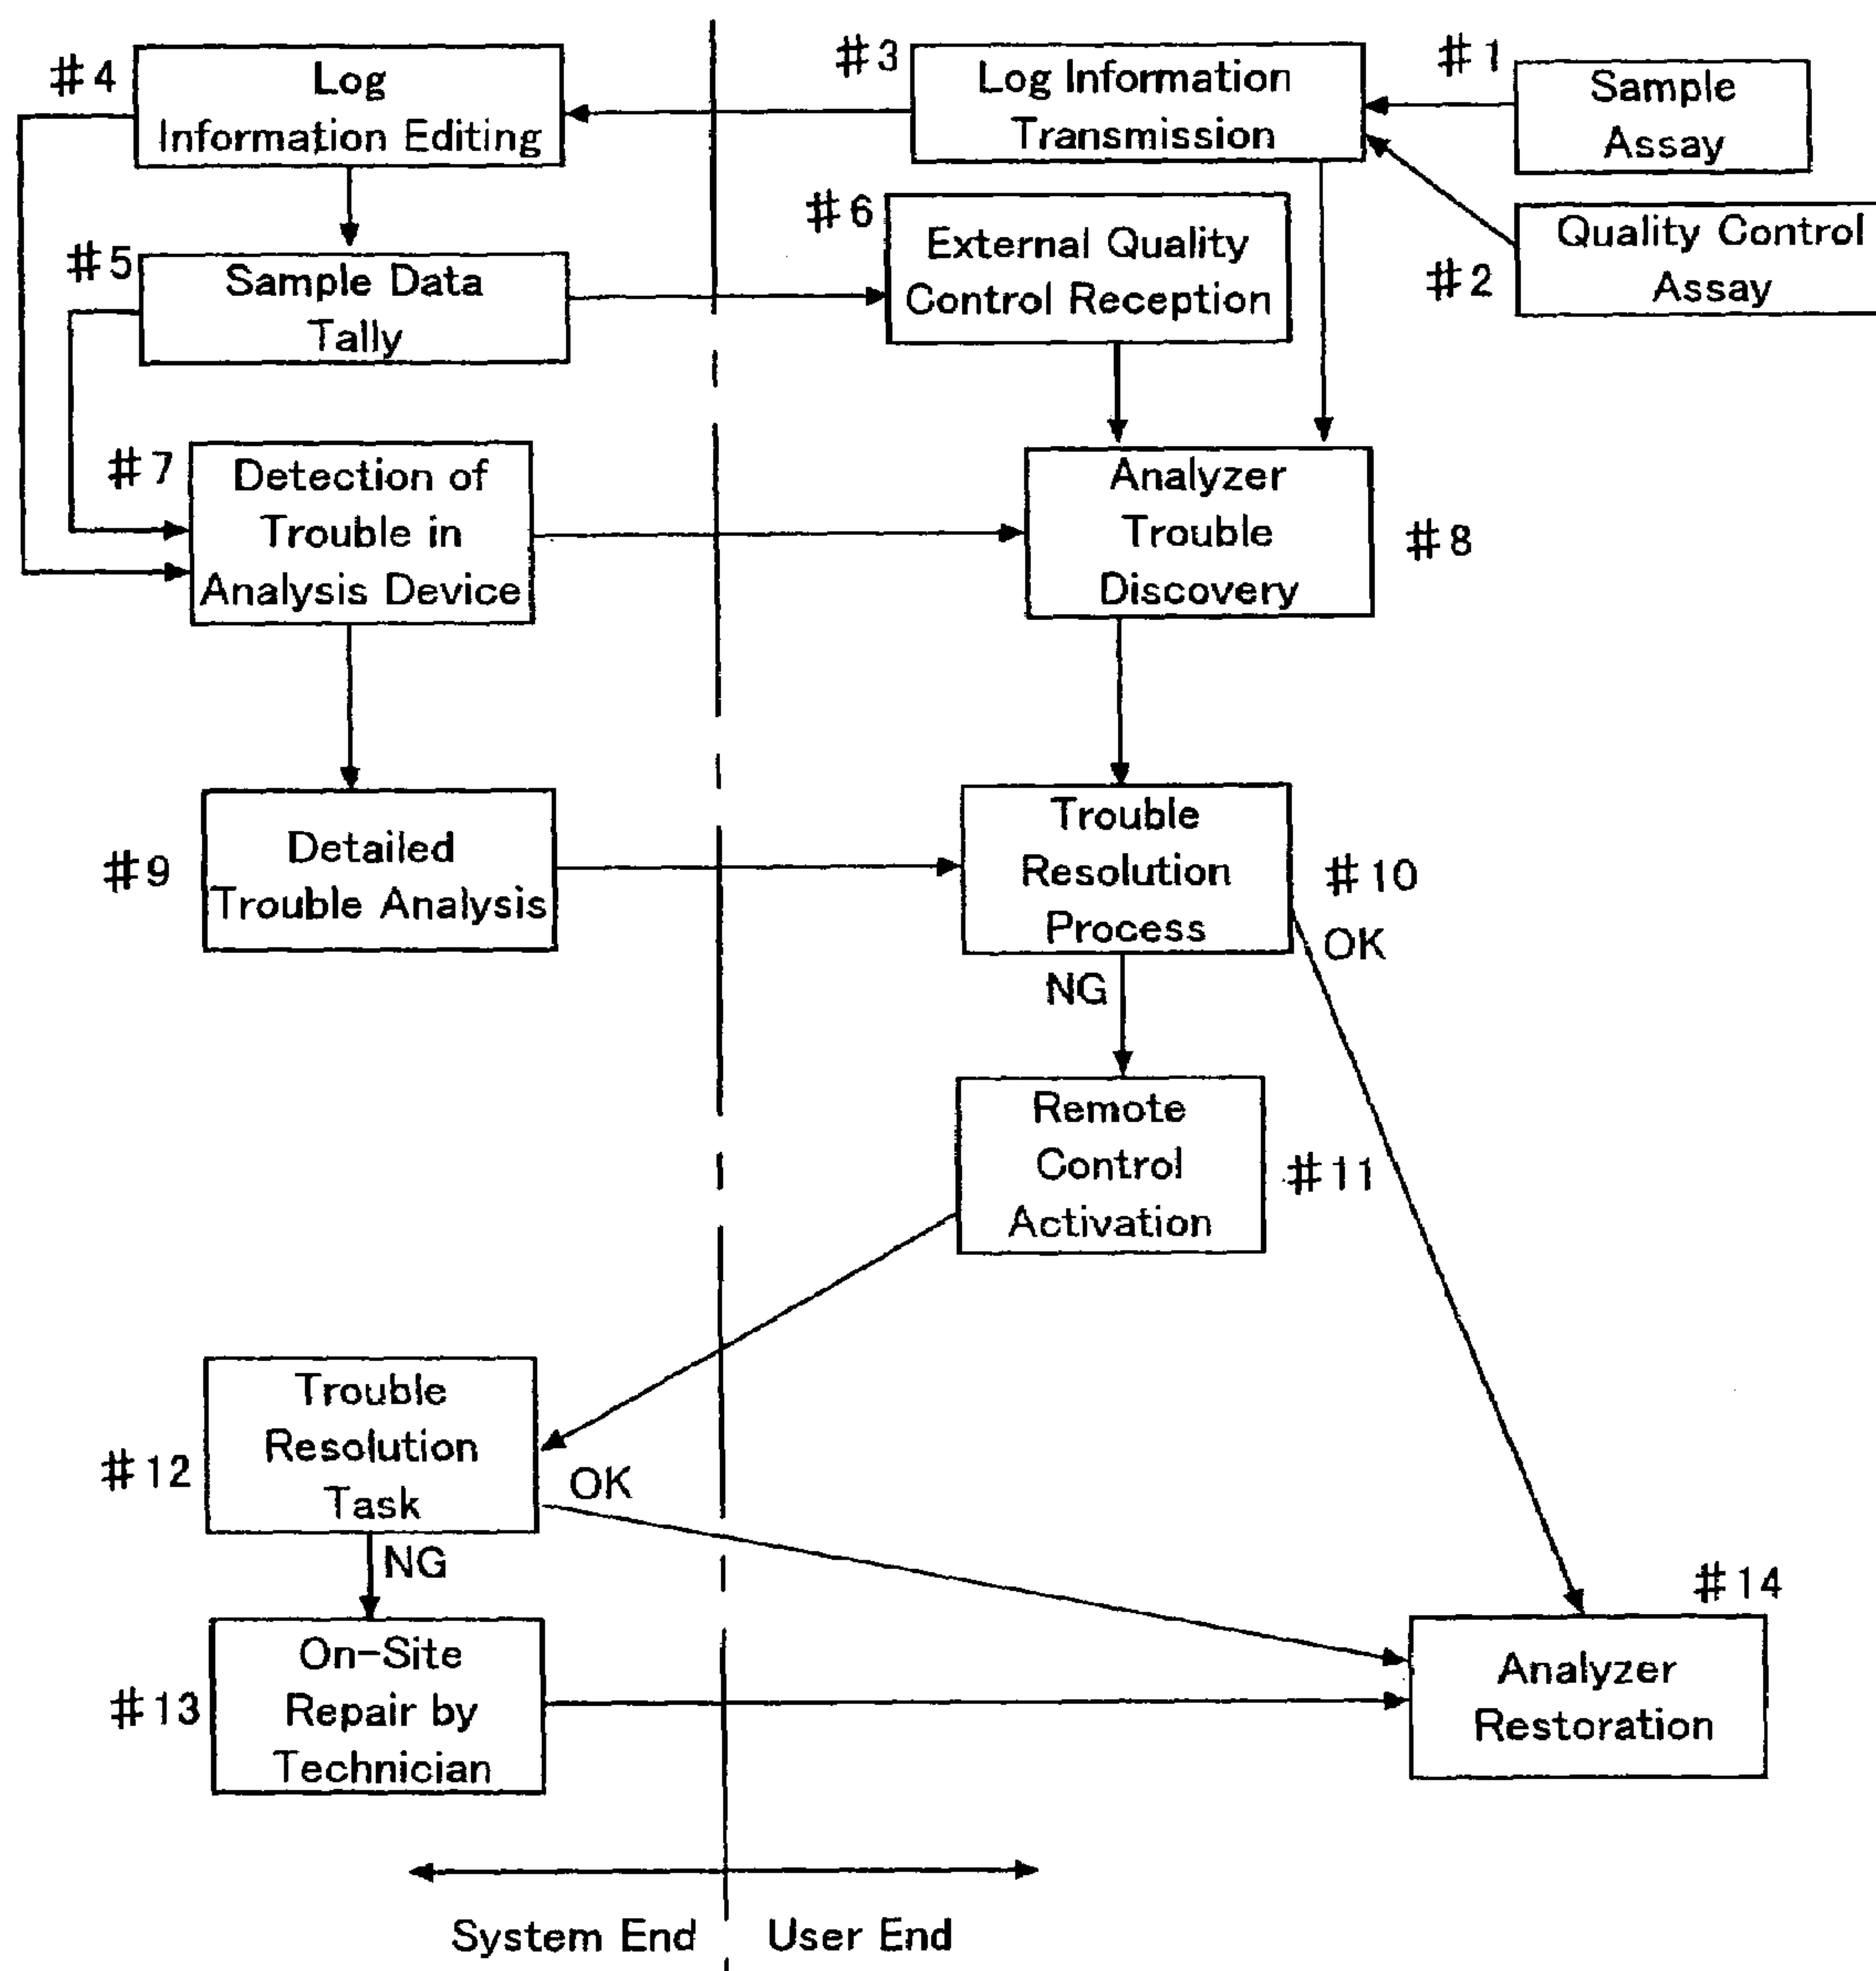 #4
Log
Information Editing
#3
Log Information
Transmission
#1
Sample
Assay
#2
Quality Control
Assay
#5
Sample Data
Tally
#6
External Quality
Control Reception
#7
Detection of
Trouble in
Analysis Device
Analyzer
Trouble
Discovery
#8
#9
Detailed
Trouble Analysis
Trouble
Resolution
Process
#10
OK
NG
Remote
Control
Activation
#11
#12
Trouble
Resolution
Task
OK
NG
#13
On-Site
Repair by
Technician
#14
Analyzer
Restoration
System End
User End